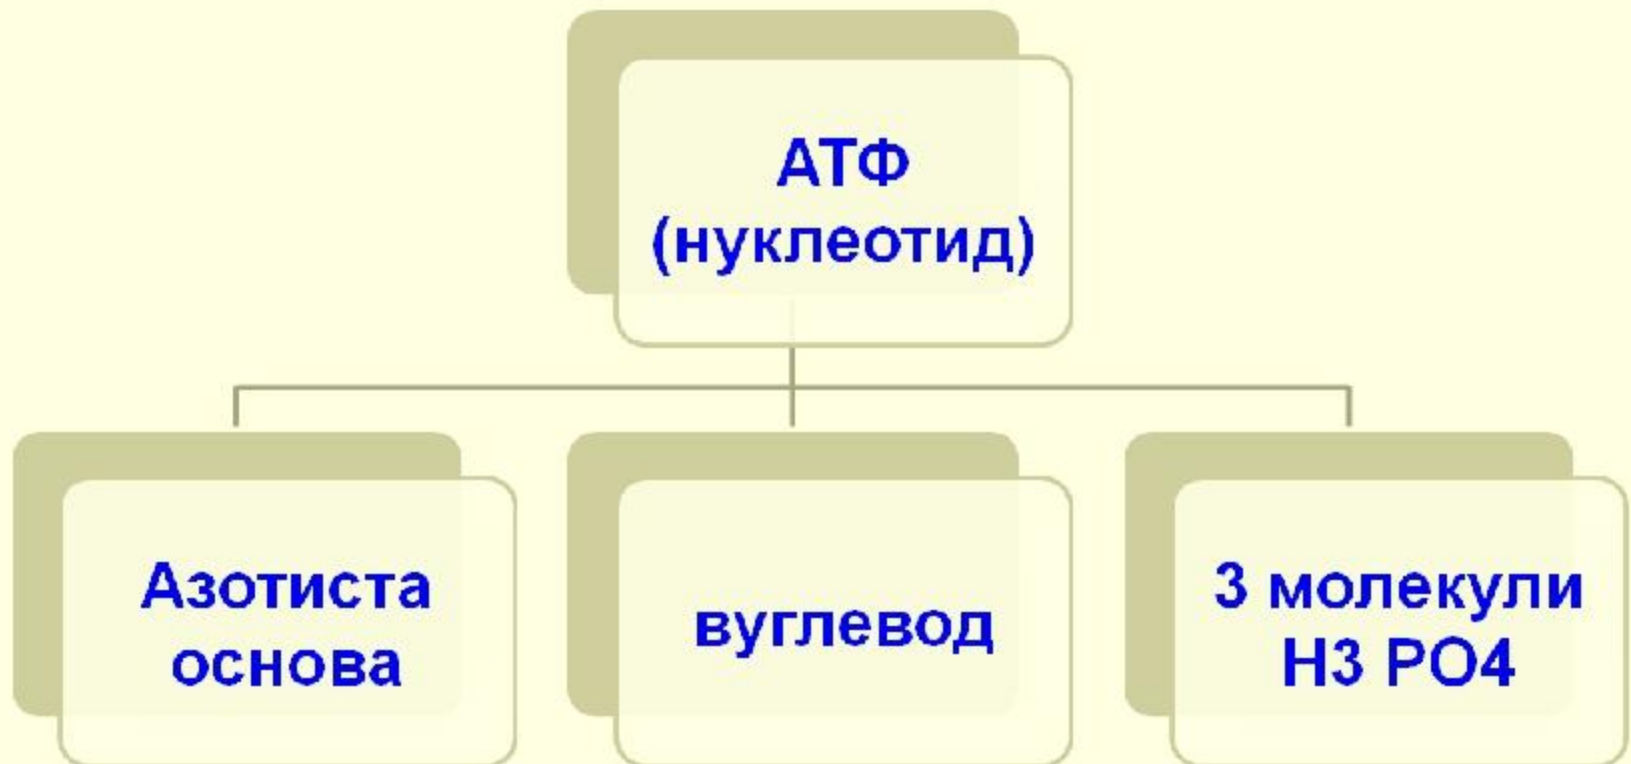 АТФ
(нуклеотид)
Азотиста
основа
вуглевод
3 молекули
Н3 РО4